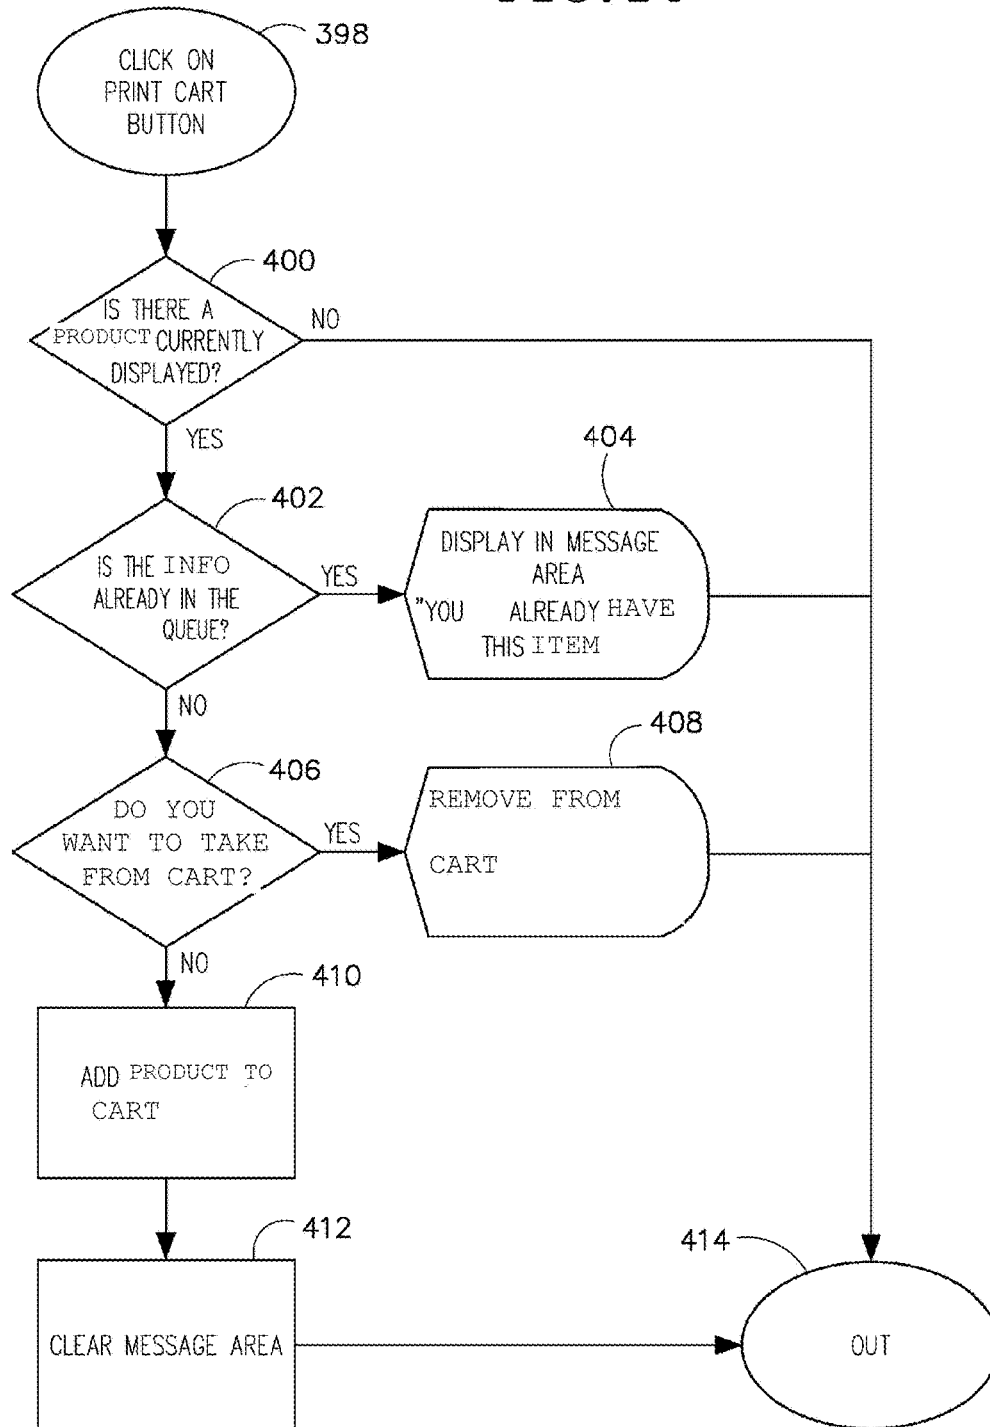 398
CLICK ON
PRINT CART
BUTTON
400
IS THERE A
PRODUCT CURRENTLY
DISPLAYED?
NO
YES
402
IS THE INFO
ALREADY IN THE
QUEUE?
YES
404
DISPLAY IN MESSAGE
AREA
"YOU ALREADY HAVE
THIS ITEM
NO
406
DO YOU
WANT TO TAKE
FROM CART?
YES
408
REMOVE FROM
CART
NO
410
ADD PRODUCT TO
CART
412
CLEAR MESSAGE AREA
414
OUT